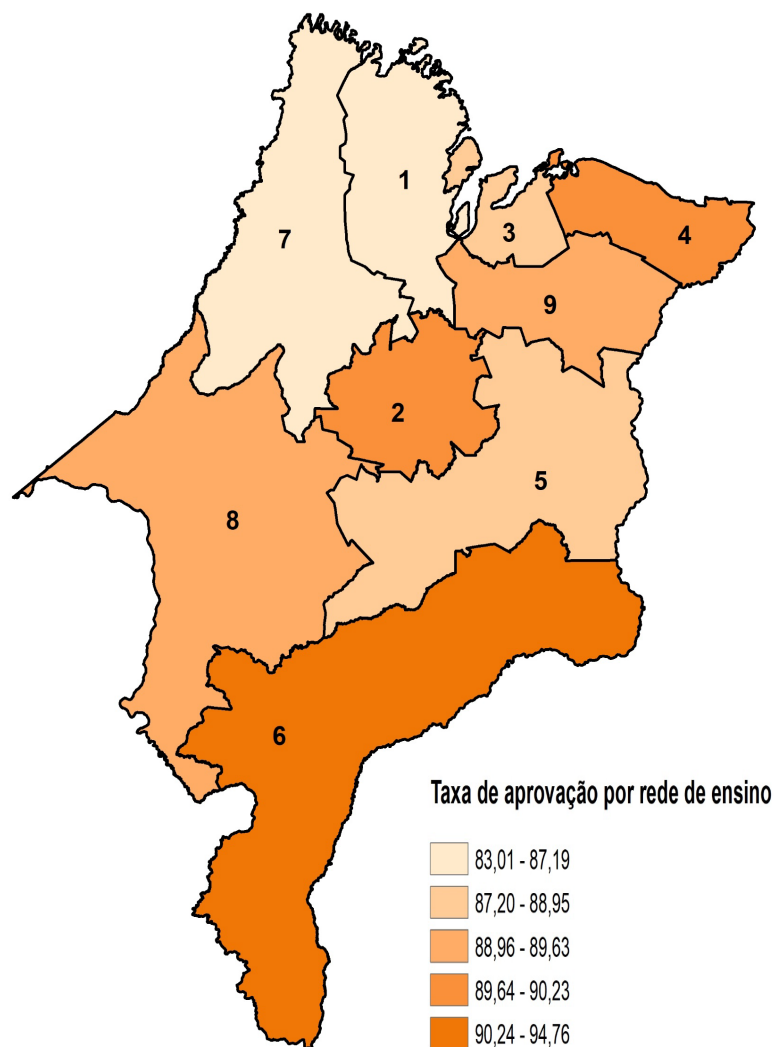 1
7
3
4
9
2
5
8
6
Taxa de aprovação por rede de ensino
83,01 - 87,19
87,20 - 88,95
88,96 - 89,63
89,64 - 90,23
90,24 - 94,76